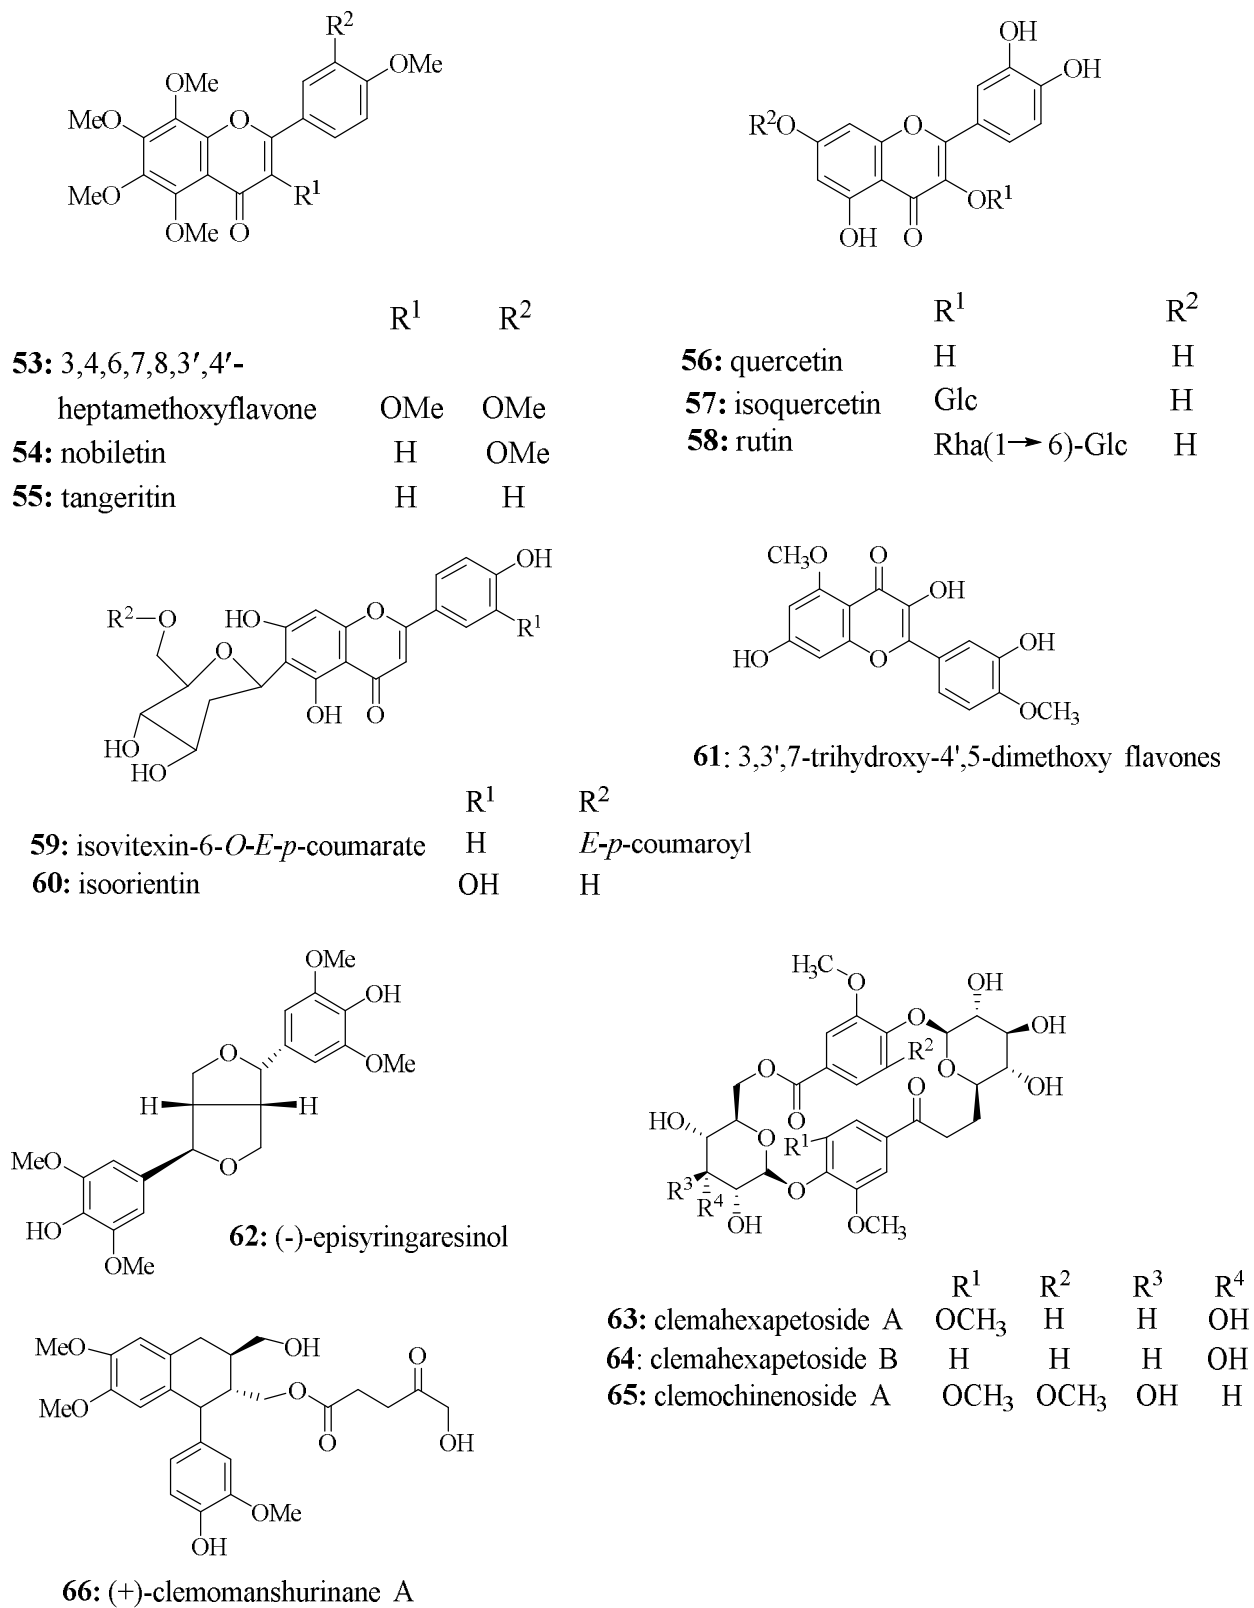 R²
OMe
OMe
MeO
O
MeO
R¹
OMe
O
R¹ R²
53: 3,4,6,7,8,3′,4′-
heptamethoxyflavone OMe OMe
54: nobiletin H OMe
55: tangeritin H H
OH
OH
R²O
O
OR¹
OH
O
R¹ R²
56: quercetin H H
57: isoquercetin Glc H
58: rutin Rha(1→6)-Glc H
OH
R²—O
HO
O
R¹
O
OH
O
HO
HO
R¹ R²
59: isovitexin-6-O-E-p-coumarate H E-p-coumaroyl
60: isoorientin OH H
CH₃O
O
OH
HO
O
OH
OCH₃
61: 3,3',7-trihydroxy-4',5-dimethoxy flavones
OMe
OH
O
OMe
H
H
MeO
O
HO
OMe
62: (-)-episyringaresinol
H₃C
O
OH
O
OH
R²
O
O
OH
O
O
HO
O
R¹
R³
R⁴
O
OH
OCH₃
R¹ R² R³ R⁴
63: clemahexapetoside A OCH₃ H H OH
64: clemahexapetoside B H H H OH
65: clemochinenoside A OCH₃ OCH₃ OH H
MeO
OH
O
MeO
O
O
OH
OMe
OH
66: (+)-clemomanshurinane A